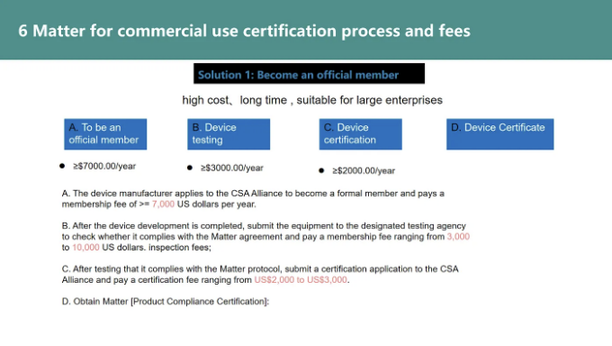 6 Matter for commercial use certification process and fees
Solution 1: Become an official member
high cost、long time , suitable for large enterprises
A. To be an
official member
B. Device
testing
C. Device
certification
D. Device Certificate
● ≥$7000.00/year
● ≥$3000.00/year
● ≥$2000.00/year
A. The device manufacturer applies to the CSA Alliance to become a formal member and pays a
membership fee of >= 7,000 US dollars per year.
B. After the device development is completed, submit the equipment to the designated testing agency
to check whether it complies with the Matter agreement and pay a membership fee ranging from 3,000
to 10,000 US dollars. inspection fees;
C. After testing that it complies with the Matter protocol, submit a certification application to the CSA
Alliance and pay a certification fee ranging from US$2,000 to US$3,000.
D. Obtain Matter [Product Compliance Certification]: